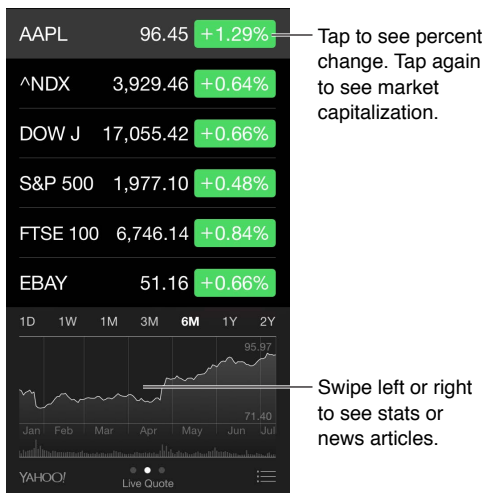 AAPL 96.45 +1.29%
^NDX 3,929.46 +0.64%
DOW J 17,055.42 +0.66%
S&P 500 1,977.10 +0.48%
FTSE 100 6,746.14 +0.84%
EBAY 51.16 +0.66%
1D 1W 1M 3M 6M 1Y 2Y
95.97
71.40
Jan Feb Mar Apr May Jun Jul
YAHOO!
Live Quote
Tap to see percent
change. Tap again
to see market
capitalization.
Swipe left or right
to see stats or
news articles.